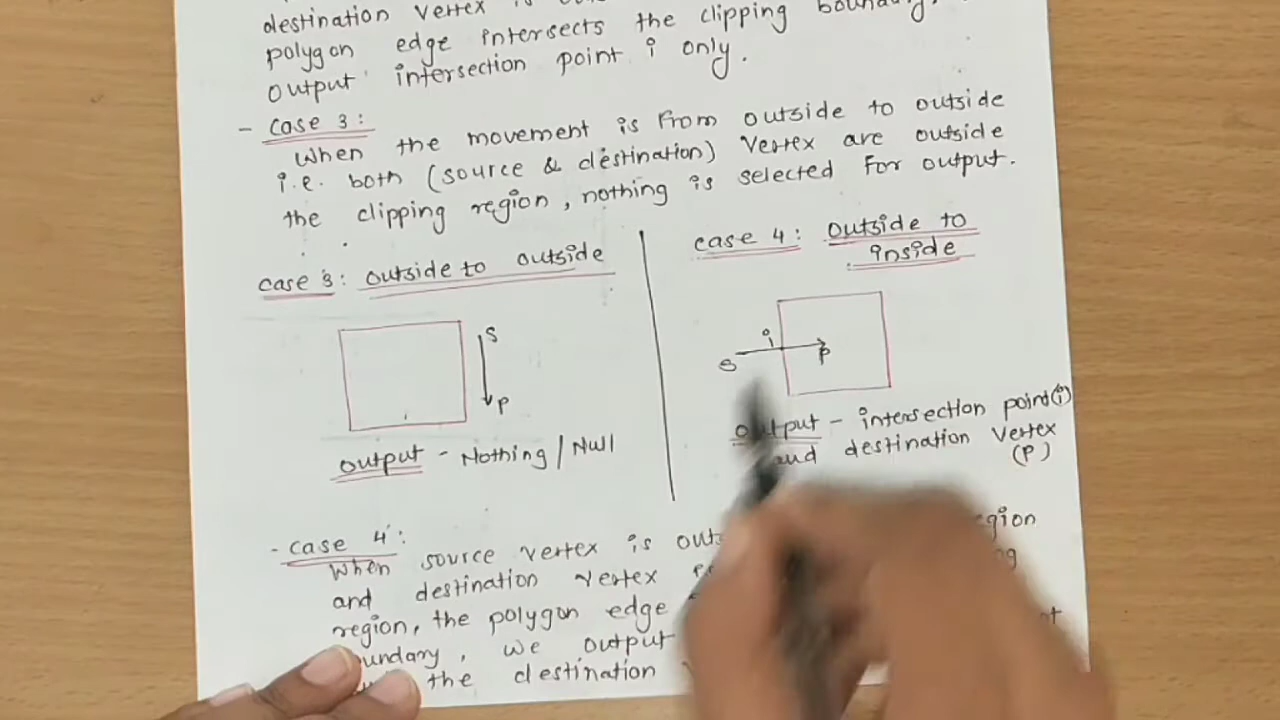 destination vertex is
polygon edge intersects the clipping boundary.
output intersection point i only.
- case 3:
When the movement is from outside to outside
i.e. both (source & destination) vertex are outside
the clipping region, nothing is selected for output.
case 3: outside to outside
case 4: outside to
inside
S
P
i
S
P
output - Nothing / Null
output - intersection point(i)
and destination vertex
(P)
- case 4:
When source vertex is
and destination vertex
region, the polygon edge
we output
the destination